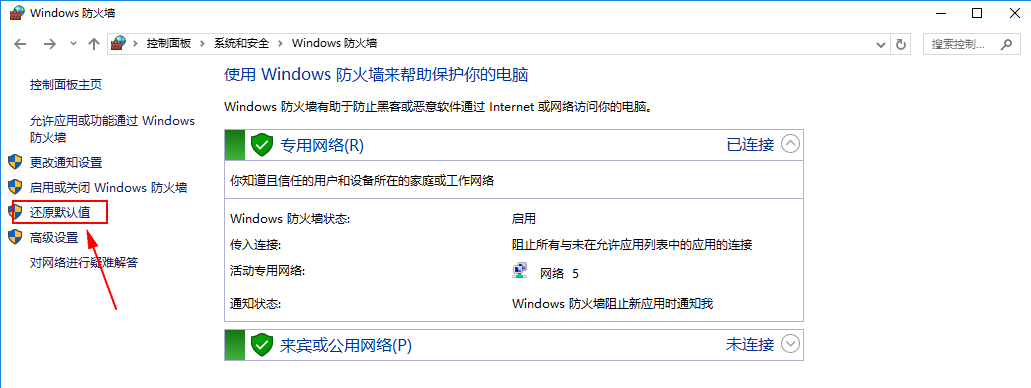 Windows 防火墙
控制面板 系统和安全 Windows 防火墙
搜索控制...
控制面板主页
允许应用或功能通过 Windows
防火墙
更改通知设置
启用或关闭 Windows 防火墙
还原默认值
高级设置
对网络进行疑难解答
使用 Windows 防火墙来帮助保护你的电脑
Windows 防火墙有助于防止黑客或恶意软件通过 Internet 或网络访问你的电脑。
专用网络(R) 已连接
你知道且信任的用户和设备所在的家庭或工作网络
Windows 防火墙状态: 启用
传入连接: 阻止所有与未在允许应用列表中的应用的连接
活动专用网络: 网络 5
通知状态: Windows 防火墙阻止新应用时通知我
来宾或公用网络(P) 未连接